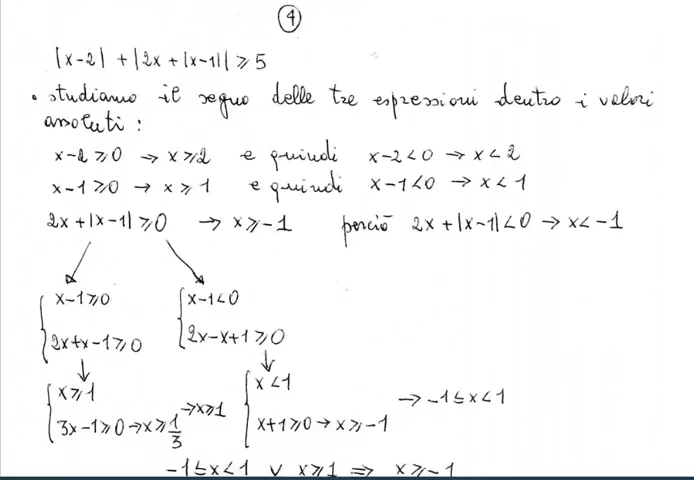 4
|x-2| + |2x + |x-1|| ⩾ 5
• studiamo il segno delle tre espressioni dentro i valori
assoluti :
x-2 ⩾ 0 → x ⩾ 2 e quindi x-2 < 0 → x < 2
x-1 ⩾ 0 → x ⩾ 1 e quindi x-1 < 0 → x < 1
2x + |x-1| ⩾ 0 → x ⩾ -1 perciò 2x + |x-1| < 0 → x < -1
x-1 ⩾ 0 x-1 < 0
2x+x-1 ⩾ 0 2x-x+1 ⩾ 0
x ⩾ 1 → x ⩾ 1 x < 1 → -1 ⩽ x < 1
3x-1 ⩾ 0 → x ⩾ 1/3 x+1 ⩾ 0 → x ⩾ -1
-1 ⩽ x < 1 ∨ x ⩾ 1 ⇒ x ⩾ -1